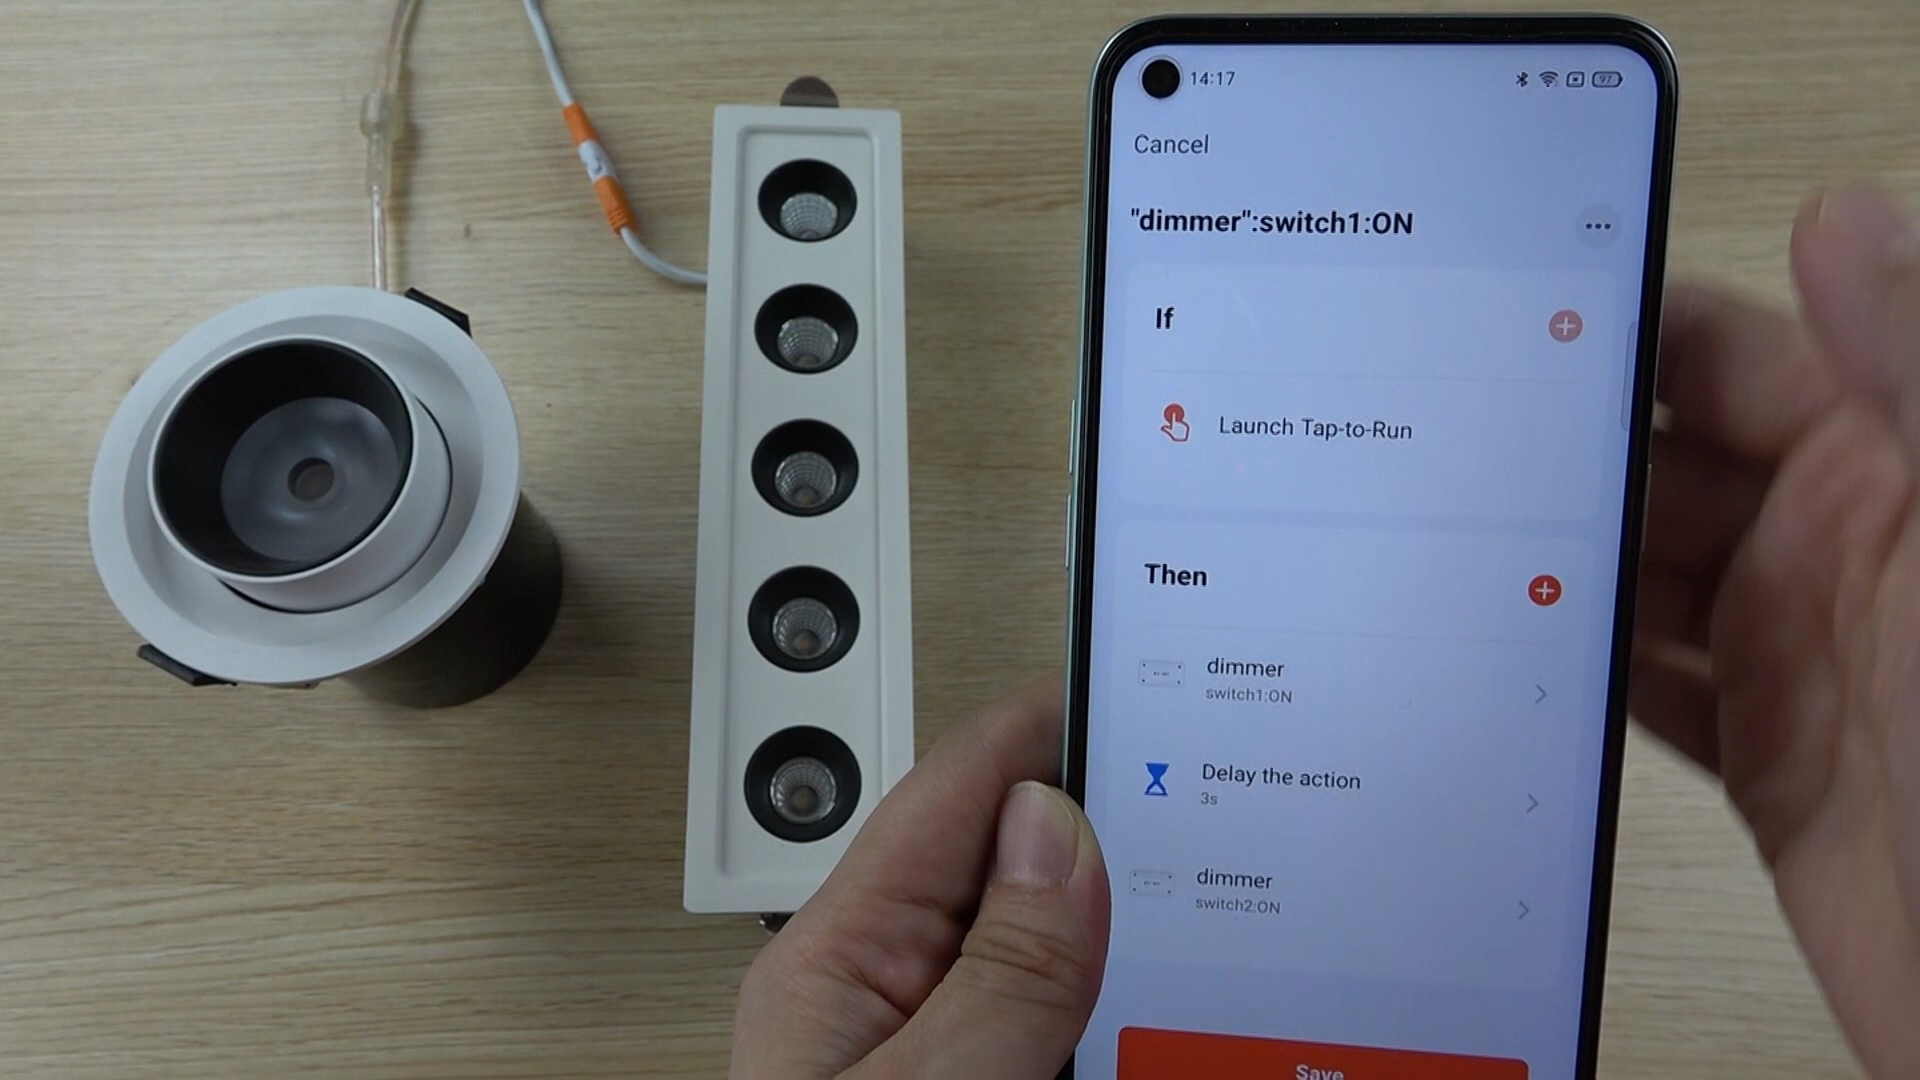 14:17
97
Cancel
"dimmer":switch1:ON
If
Launch Tap-to-Run
Then
dimmer
switch1:ON
Delay the action
3s
dimmer
switch2:ON
Save